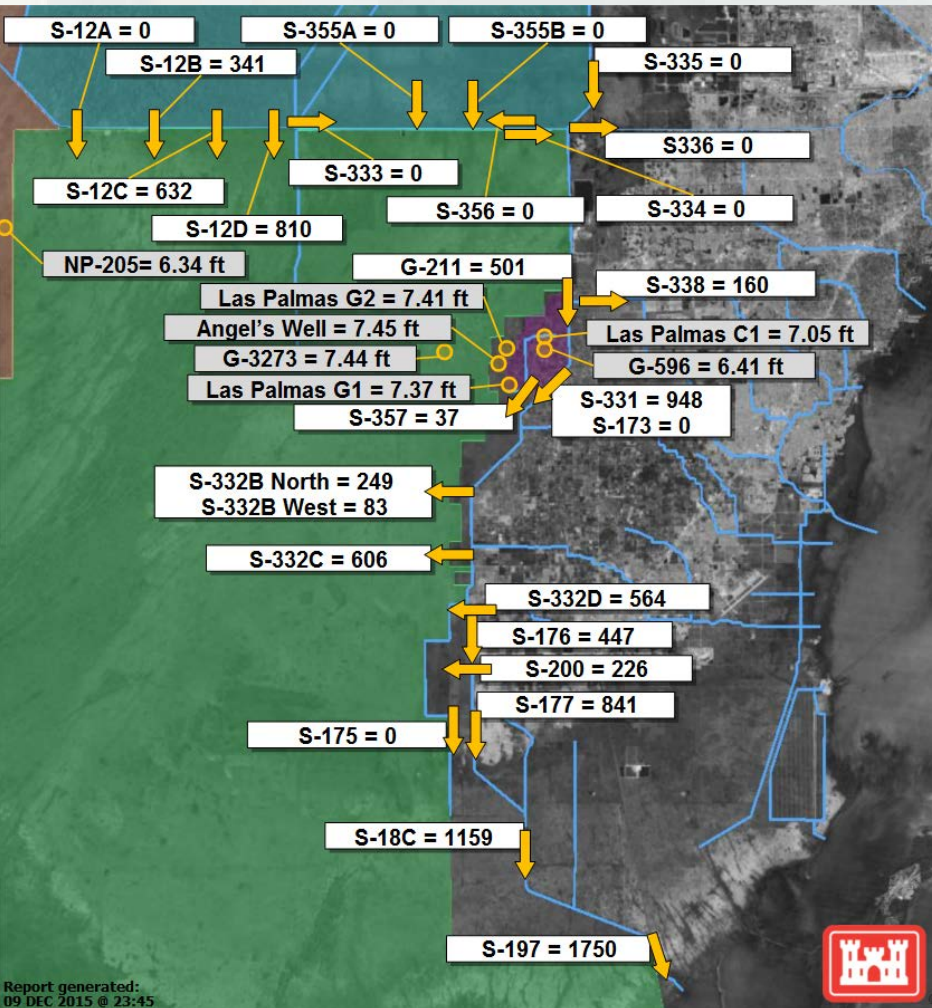 S-12A = 0
S-355A = 0
S-355B = 0
S-12B = 341
S-335 = 0
S336 = 0
S-333 = 0
S-12C = 632
S-356 = 0
S-334 = 0
S-12D = 810
NP-205= 6.34 ft
G-211 = 501
S-338 = 160
Las Palmas G2 = 7.41 ft
Angel's Well = 7.45 ft
Las Palmas C1 = 7.05 ft
G-3273 = 7.44 ft
G-596 = 6.41 ft
Las Palmas G1 = 7.37 ft
S-357 = 37
S-331 = 948
S-173 = 0
S-332B North = 249
S-332B West = 83
S-332C = 606
S-332D = 564
S-176 = 447
S-200 = 226
S-177 = 841
S-175 = 0
S-18C = 1159
S-197 = 1750
Report generated:
09 DEC 2015 @ 23:45